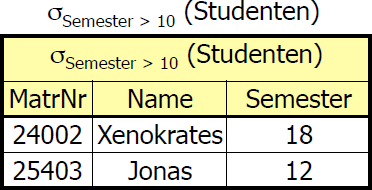 σSemester > 10 (Studenten)
σSemester > 10 (Studenten)
MatrNr Name Semester
24002 Xenokrates 18
25403 Jonas 12